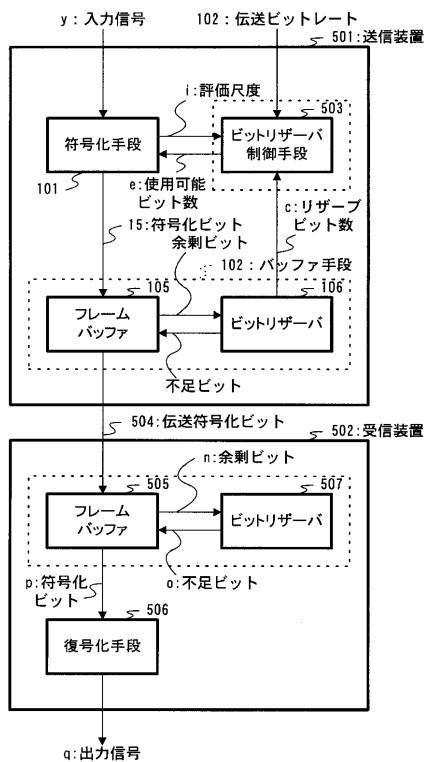 y:入力信号
102:伝送ビットレート
501:送信装置
i:評価尺度
503
符号化手段
ビットリザーバ
制御手段
101
e:使用可能
ビット数
c:リザーブ
ビット数
15:符号化ビット
余剰ビット
102:バッファ手段
105
106
フレーム
バッファ
ビットリザーバ
不足ビット
504:伝送符号化ビット
502:受信装置
n:余剰ビット
505
507
フレーム
バッファ
ビットリザーバ
o:不足ビット
p:符号化
ビット
506
復号化手段
q:出力信号